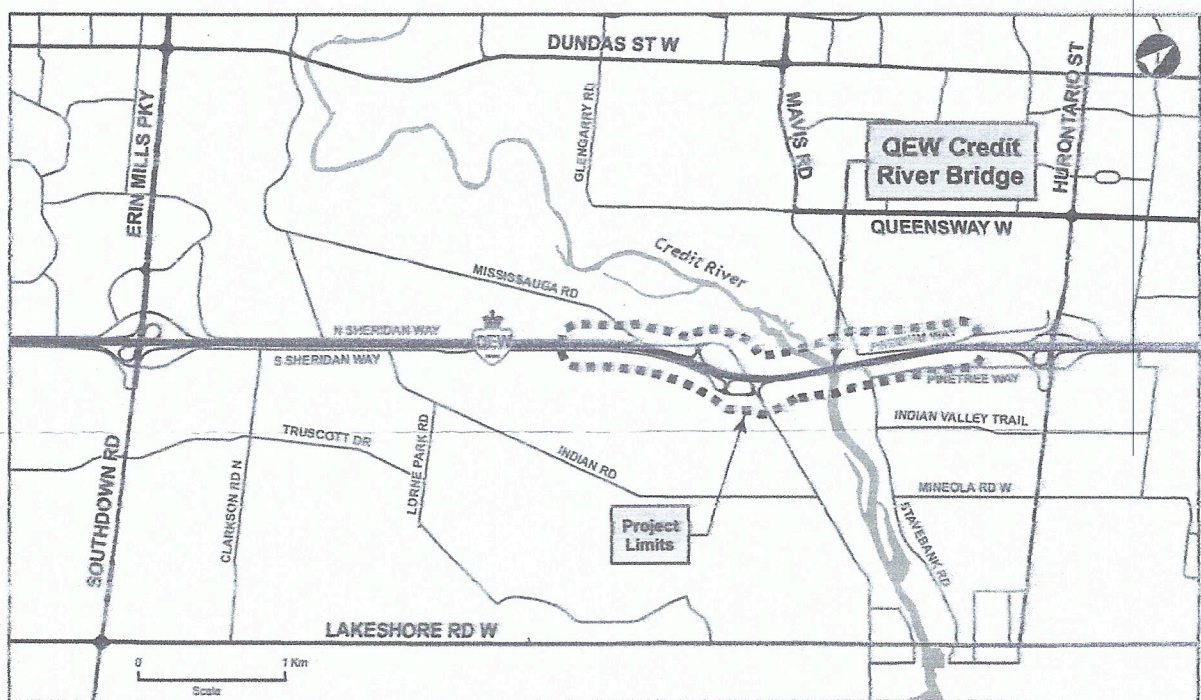 DUNDAS ST W
ERIN MILLS PKY
GLENGARRY RD
MAVIS RD
HURONTARIO ST
QEW Credit
River Bridge
QUEENSWAY W
Credit River
MISSISSAUGA RD
N SHERIDAN WAY
QEW
S SHERIDAN WAY
PINETREE WAY
INDIAN VALLEY TRAIL
TRUSCOTT DR
LORNE PARK RD
INDIAN RD
MINEOLA RD W
SOUTHDOWN RD
CLARKSON RD N
Project
Limits
STAVEBANK RD
LAKESHORE RD W
0
1 Km
Scale